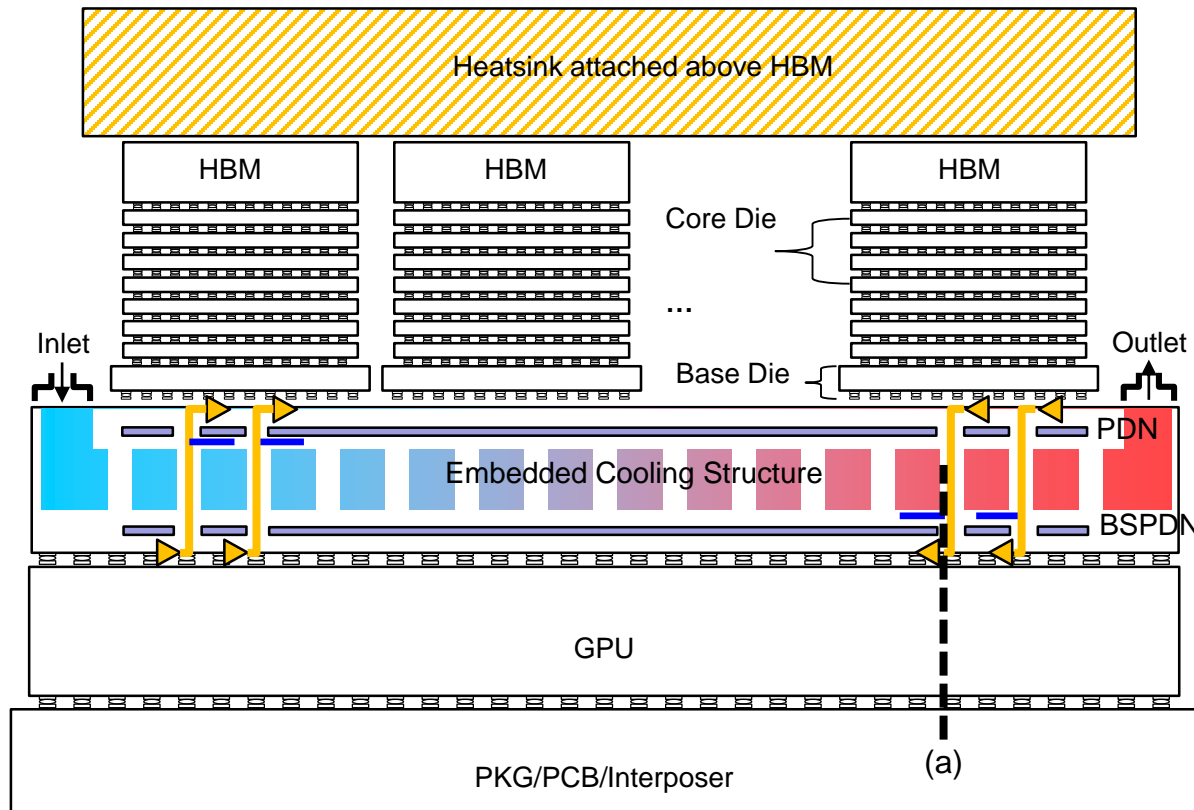 Heatsink attached above HBM
HBM
HBM
HBM
Core Die
...
Inlet
Outlet
Base Die
PDN
Embedded Cooling Structure
BSPDN
GPU
(a)
PKG/PCB/Interposer